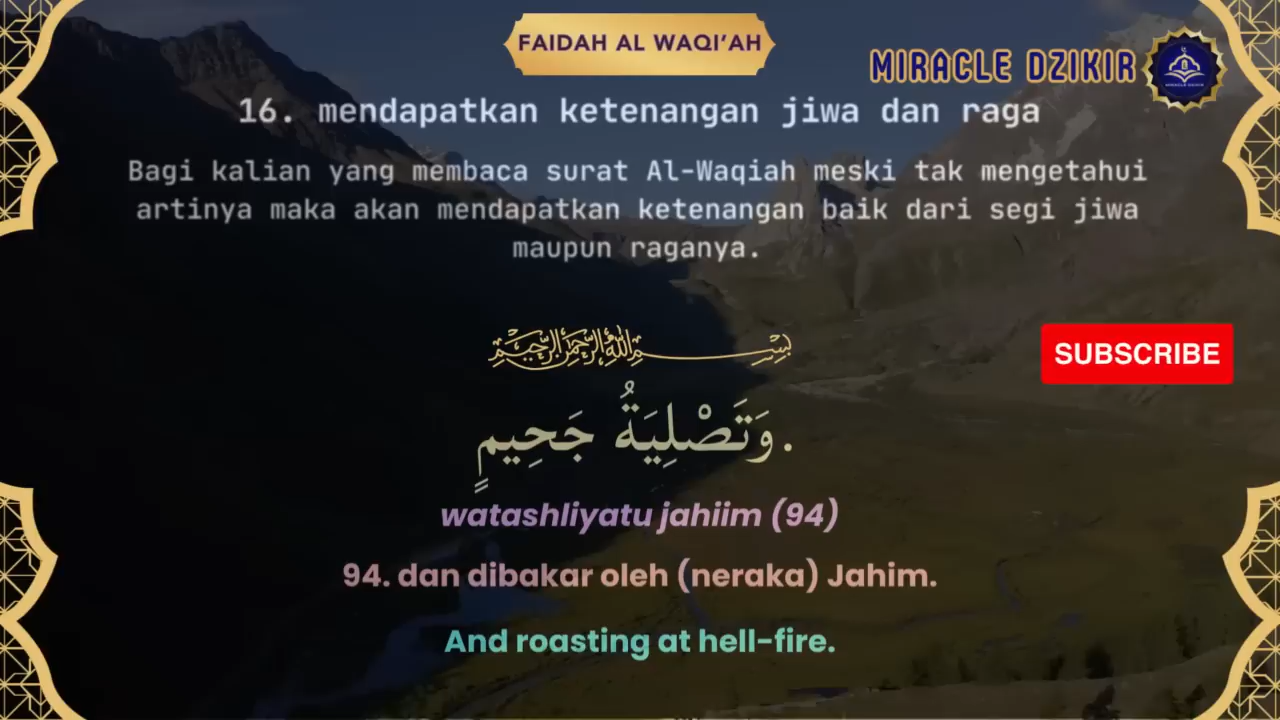 FAIDAH AL WAQI’AH
MIRACLE DZIKIR
16. mendapatkan ketenangan jiwa dan raga
Bagi kalian yang membaca surat Al-Waqiah meski tak mengetahui
artinya maka akan mendapatkan ketenangan baik dari segi jiwa
maupun raganya.
بِسْمِ اللهِ الرَّحْمٰنِ الرَّحِيْمِ
SUBSCRIBE
وَتَصْلِيَةُ جَحِيمٍ.
watashliyatu jahiim (94)
94. dan dibakar oleh (neraka) Jahim.
And roasting at hell-fire.